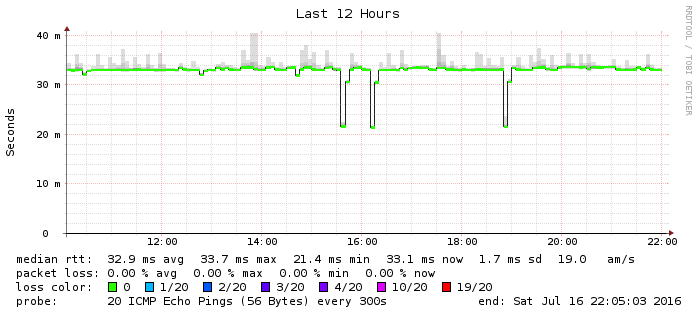 Last 12 Hours
RRDTOOL / TOBI OETIKER
Seconds
40 m
30 m
20 m
10 m
0
12:00 14:00 16:00 18:00 20:00 22:00
median rtt: 32.9 ms avg 33.7 ms max 21.4 ms min 33.1 ms now 1.7 ms sd 19.0 am/s
packet loss: 0.00 % avg 0.00 % max 0.00 % min 0.00 % now
loss color: 0 1/20 2/20 3/20 4/20 10/20 19/20
probe: 20 ICMP Echo Pings (56 Bytes) every 300s end: Sat Jul 16 22:05:03 2016